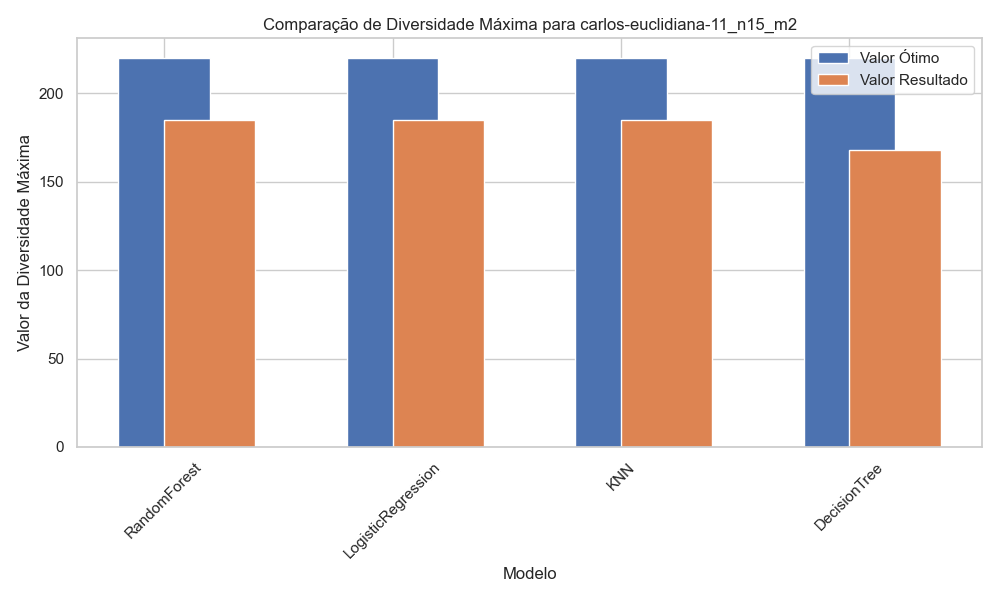 Comparação de Diversidade Máxima para carlos-euclidiana-11_n15_m2
Valor Ótimo
Valor Resultado
Valor da Diversidade Máxima
200
150
100
50
0
RandomForest
LogisticRegression
KNN
DecisionTree
Modelo